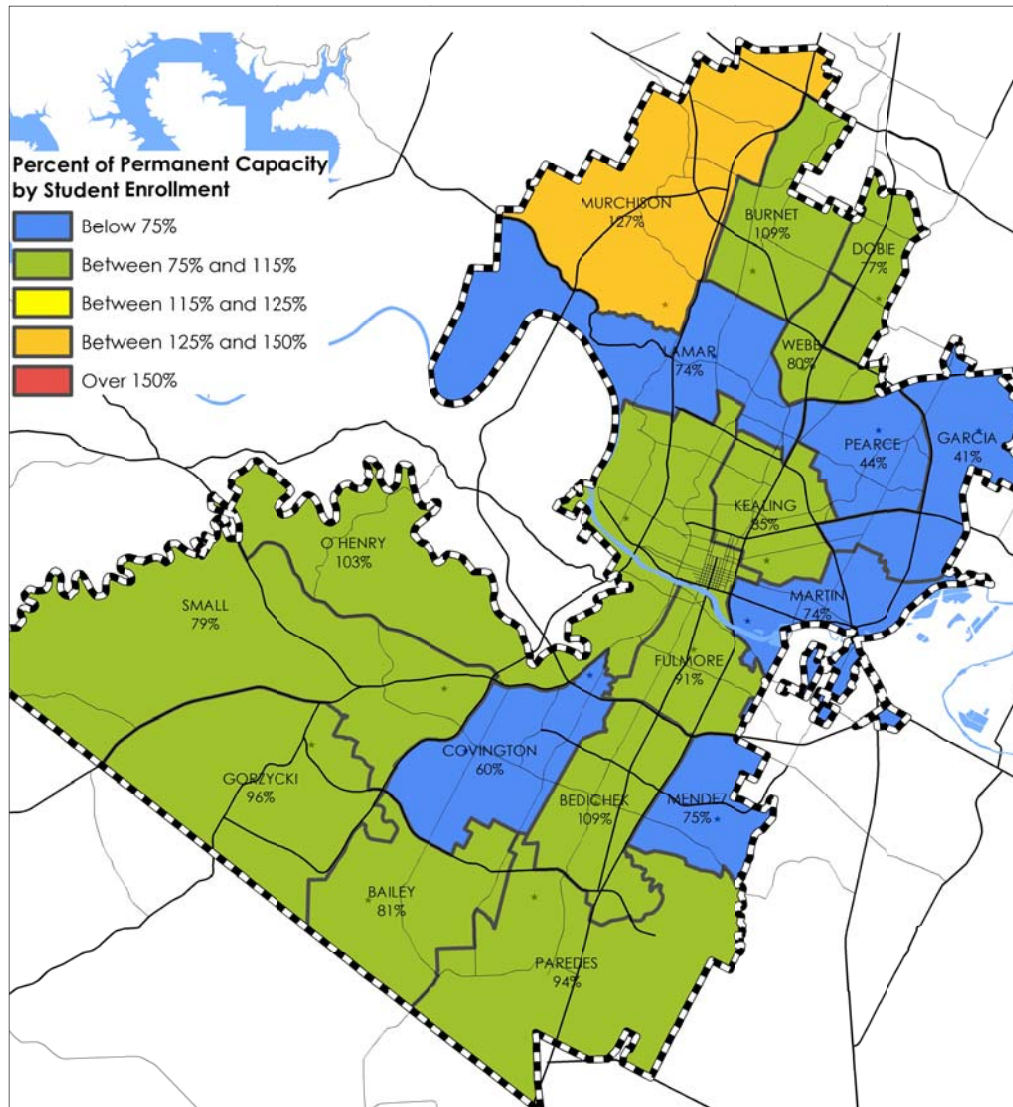 Percent of Permanent Capacity
by Student Enrollment
Below 75%
Between 75% and 115%
Between 115% and 125%
Between 125% and 150%
Over 150%
MURCHISON
127%
BURNET
109%
DOBIE
77%
LAMAR
74%
WEBB
80%
PEARCE
44%
GARCIA
41%
KEALING
85%
O HENRY
103%
MARTIN
74%
SMALL
79%
FULMORE
91%
COVINGTON
60%
GORZYCKI
96%
BEDICHEK
109%
MENDEZ
75%
BAILEY
81%
PAREDES
94%